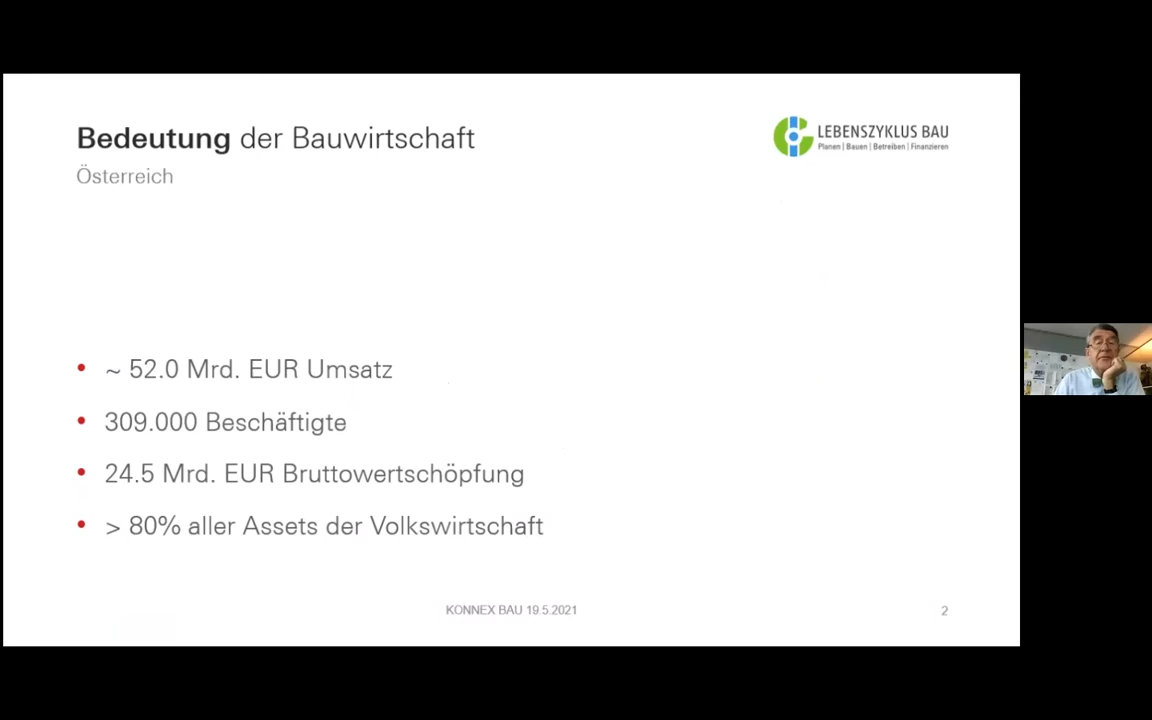 Bedeutung der Bauwirtschaft
Österreich
LEBENSZYKLUS BAU
Planen | Bauen | Betreiben | Finanzieren
• ~ 52.0 Mrd. EUR Umsatz
• 309.000 Beschäftigte
• 24.5 Mrd. EUR Bruttowertschöpfung
• > 80% aller Assets der Volkswirtschaft
KONNEX BAU 19.5.2021
2